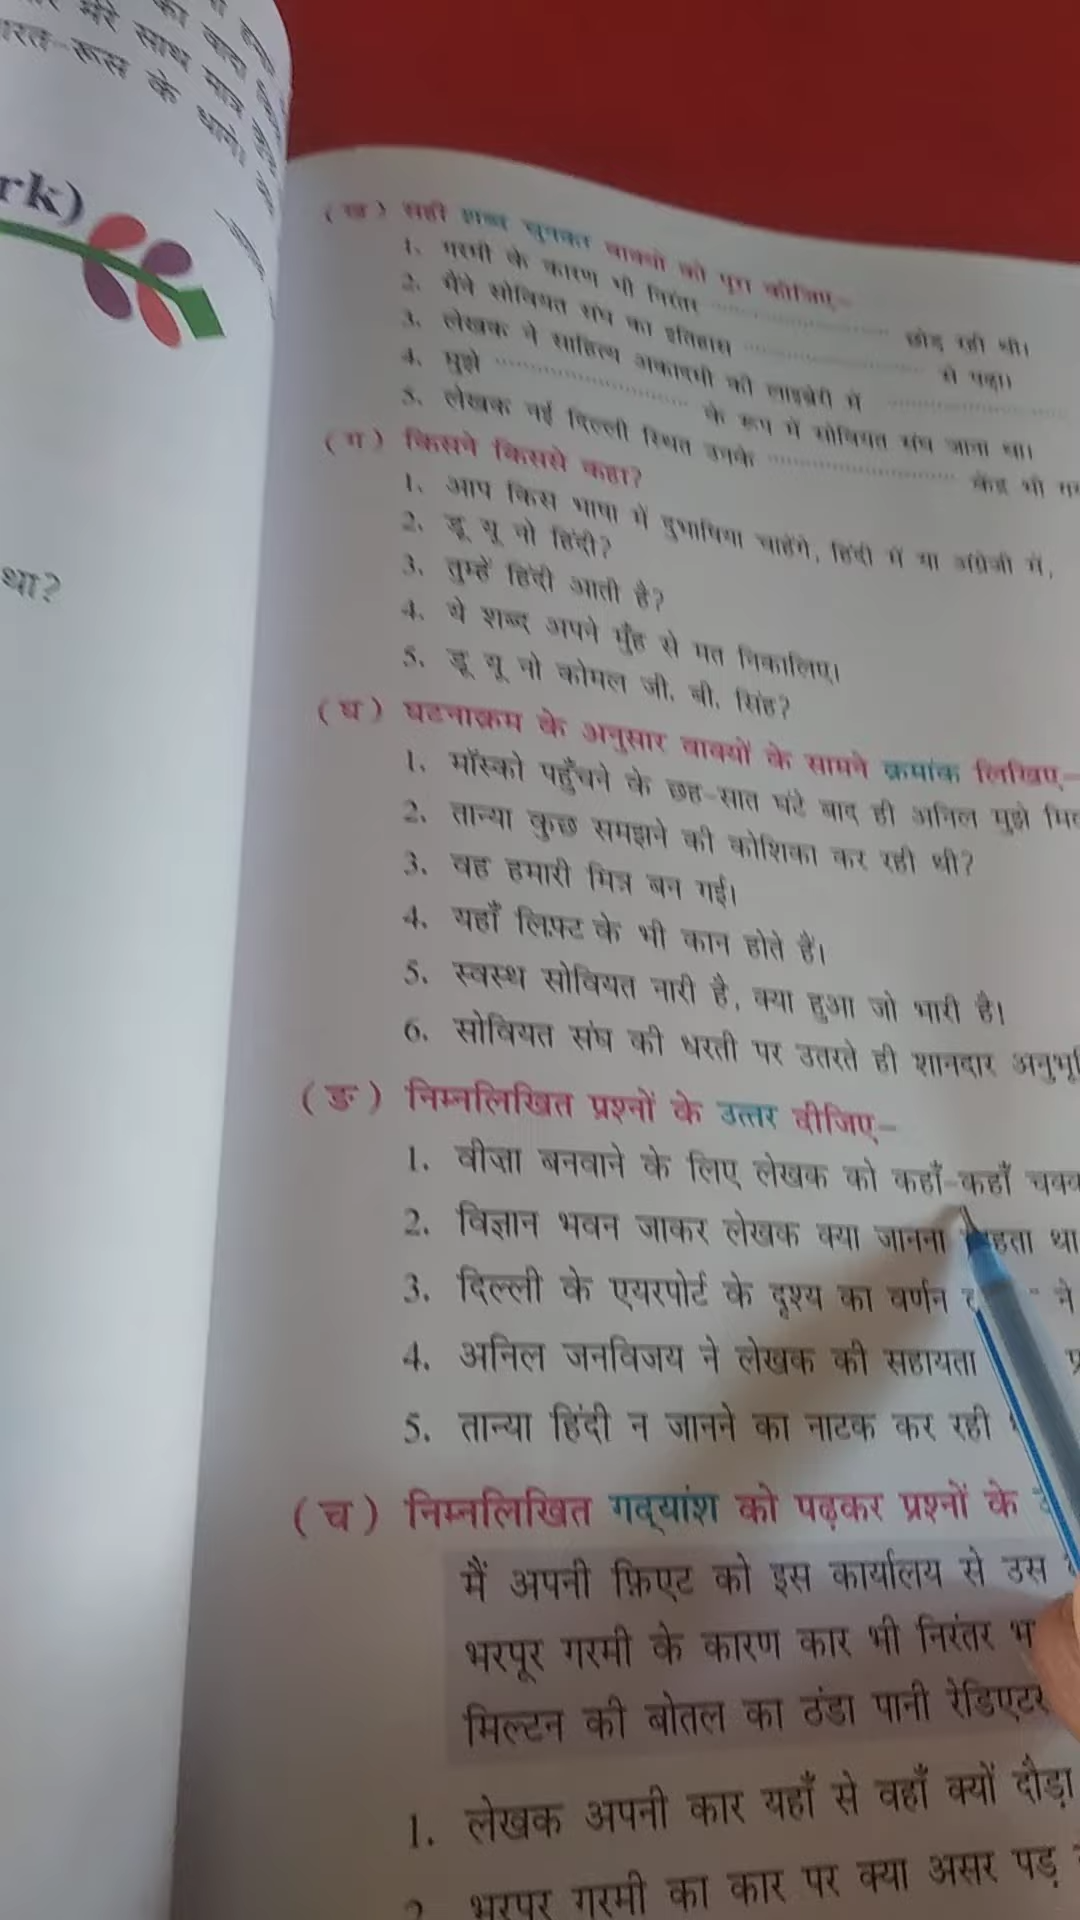 मेरे साथ मात्र
भारत-रूस के धागे।
rk)
था?
(ख) सही शब्द चुनकर वाक्यों को पूरा कीजिए-
1. गरमी के कारण भी निरंतर .................... छोड़ रही थी।
2. मैंने सोवियत संघ का इतिहास .................... से पढ़ा।
3. लेखक ने साहित्य अकादमी की लाइब्रेरी में ....................
4. मुझे .................... के रूप में सोवियत संघ जाना था।
5. लेखक नई दिल्ली स्थित उनके .................... केंद्र भी
(ग) किसने किससे कहा?
1. आप किस भाषा में दुभाषिया चाहेंगे, हिंदी में या अंग्रेजी में,
2. डू यू नो हिंदी?
3. तुम्हें हिंदी आती है?
4. ये शब्द अपने मुँह से मत निकालिए।
5. डू यू नो कोमल जी. बी. सिंह?
(घ) घटनाक्रम के अनुसार वाक्यों के सामने क्रमांक लिखिए-
1. मॉस्को पहुँचने के छह-सात घंटे बाद ही अनिल मुझे
2. तान्या कुछ समझने की कोशिका कर रही थी?
3. वह हमारी मित्र बन गई।
4. यहाँ लिफ़्ट के भी कान होते हैं।
5. स्वस्थ सोवियत नारी है, क्या हुआ जो भारी है।
6. सोवियत संघ की धरती पर उतरते ही शानदार
(ङ) निम्नलिखित प्रश्नों के उत्तर दीजिए-
1. वीज़ा बनवाने के लिए लेखक को कहाँ-कहाँ
2. विज्ञान भवन जाकर लेखक क्या जानना था
3. दिल्ली के एयरपोर्ट के दृश्य का वर्णन ने
4. अनिल जनविजय ने लेखक की सहायता
5. तान्या हिंदी न जानने का नाटक कर रही
(च) निम्नलिखित गद्यांश को पढ़कर प्रश्नों के
मैं अपनी फ़िएट को इस कार्यालय से उस
भरपूर गरमी के कारण कार भी निरंतर
मिल्टन की बोतल का ठंडा पानी रेडिएटर
1. लेखक अपनी कार यहाँ से वहाँ क्यों दौड़ा
2. भरपूर गरमी का कार पर क्या असर पड़